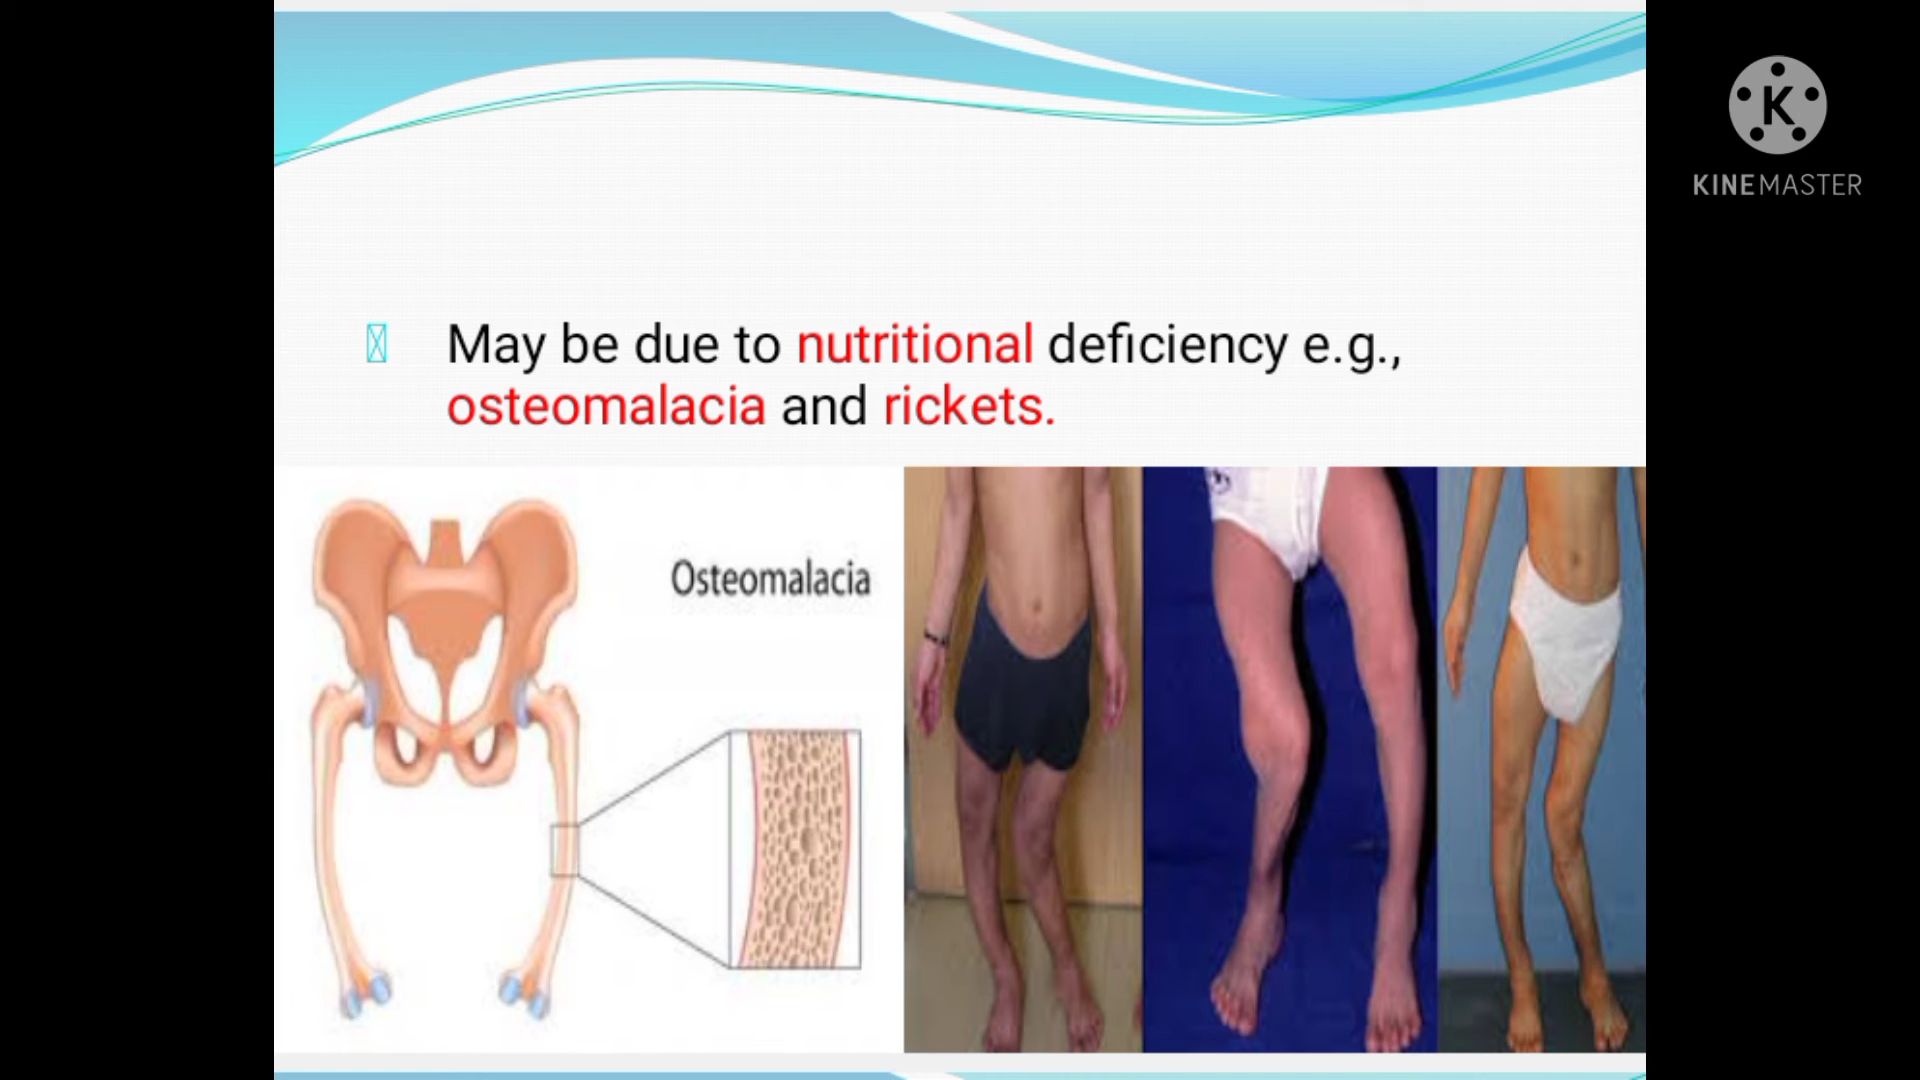 KINEMASTER
May be due to nutritional deficiency e.g.,
osteomalacia and rickets.
Osteomalacia